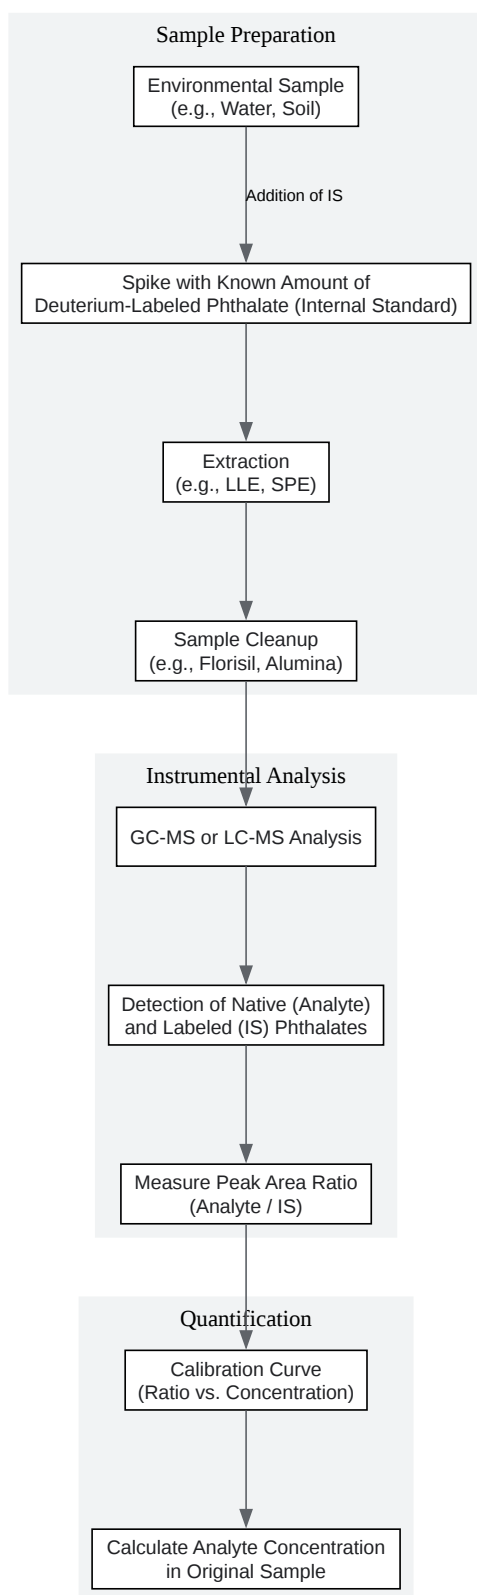 Sample Preparation
Environmental Sample
(e.g., Water, Soil)
Addition of IS
Spike with Known Amount of
Deuterium-Labeled Phthalate (Internal Standard)
Extraction
(e.g., LLE, SPE)
Sample Cleanup
(e.g., Florisil, Alumina)
Instrumental Analysis
GC-MS or LC-MS Analysis
Detection of Native (Analyte)
and Labeled (IS) Phthalates
Measure Peak Area Ratio
(Analyte / IS)
Quantification
Calibration Curve
(Ratio vs. Concentration)
Calculate Analyte Concentration
in Original Sample